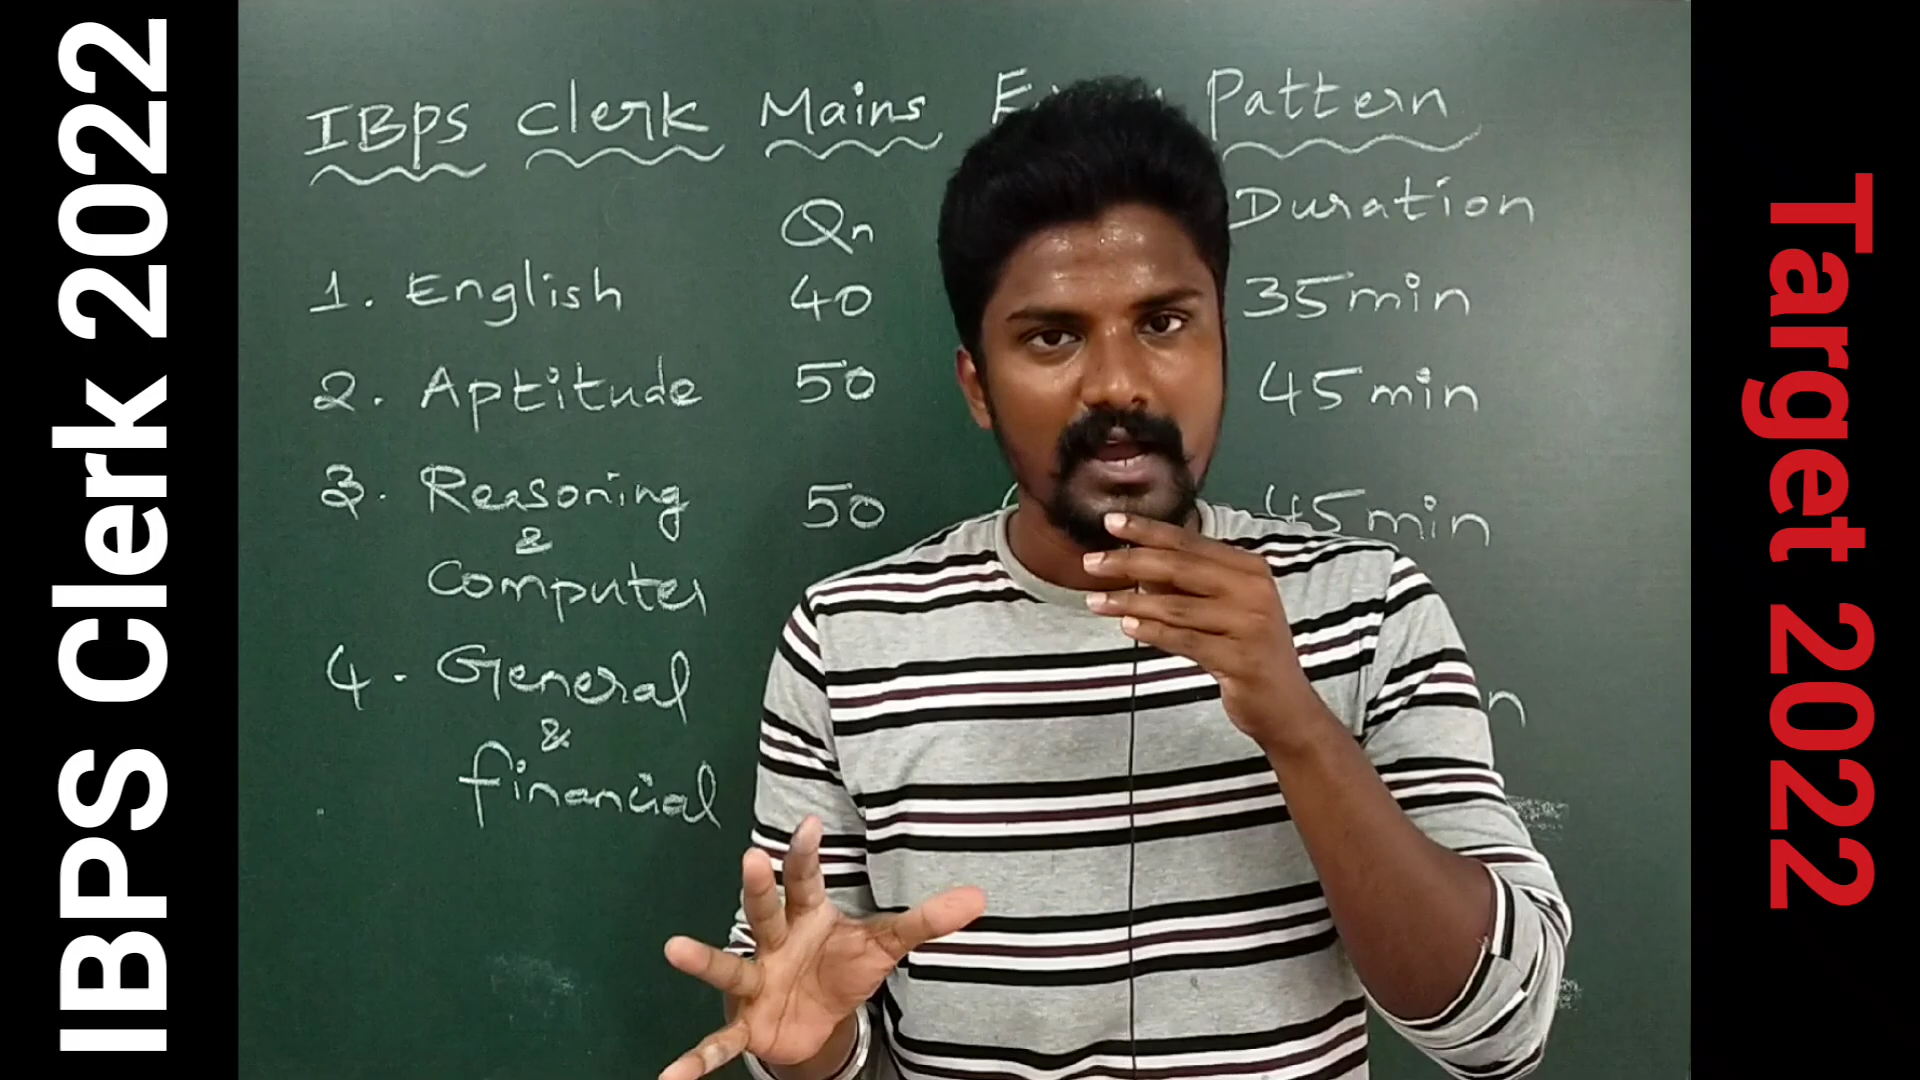 IBPS Clerk 2022
IBPS Clerk Mains Pattern
Qn Duration
1. English 40 35min
2. Aptitude 50 45min
3. Reasoning 50 45min
&
Computer
4. General
&
financial
Target 2022